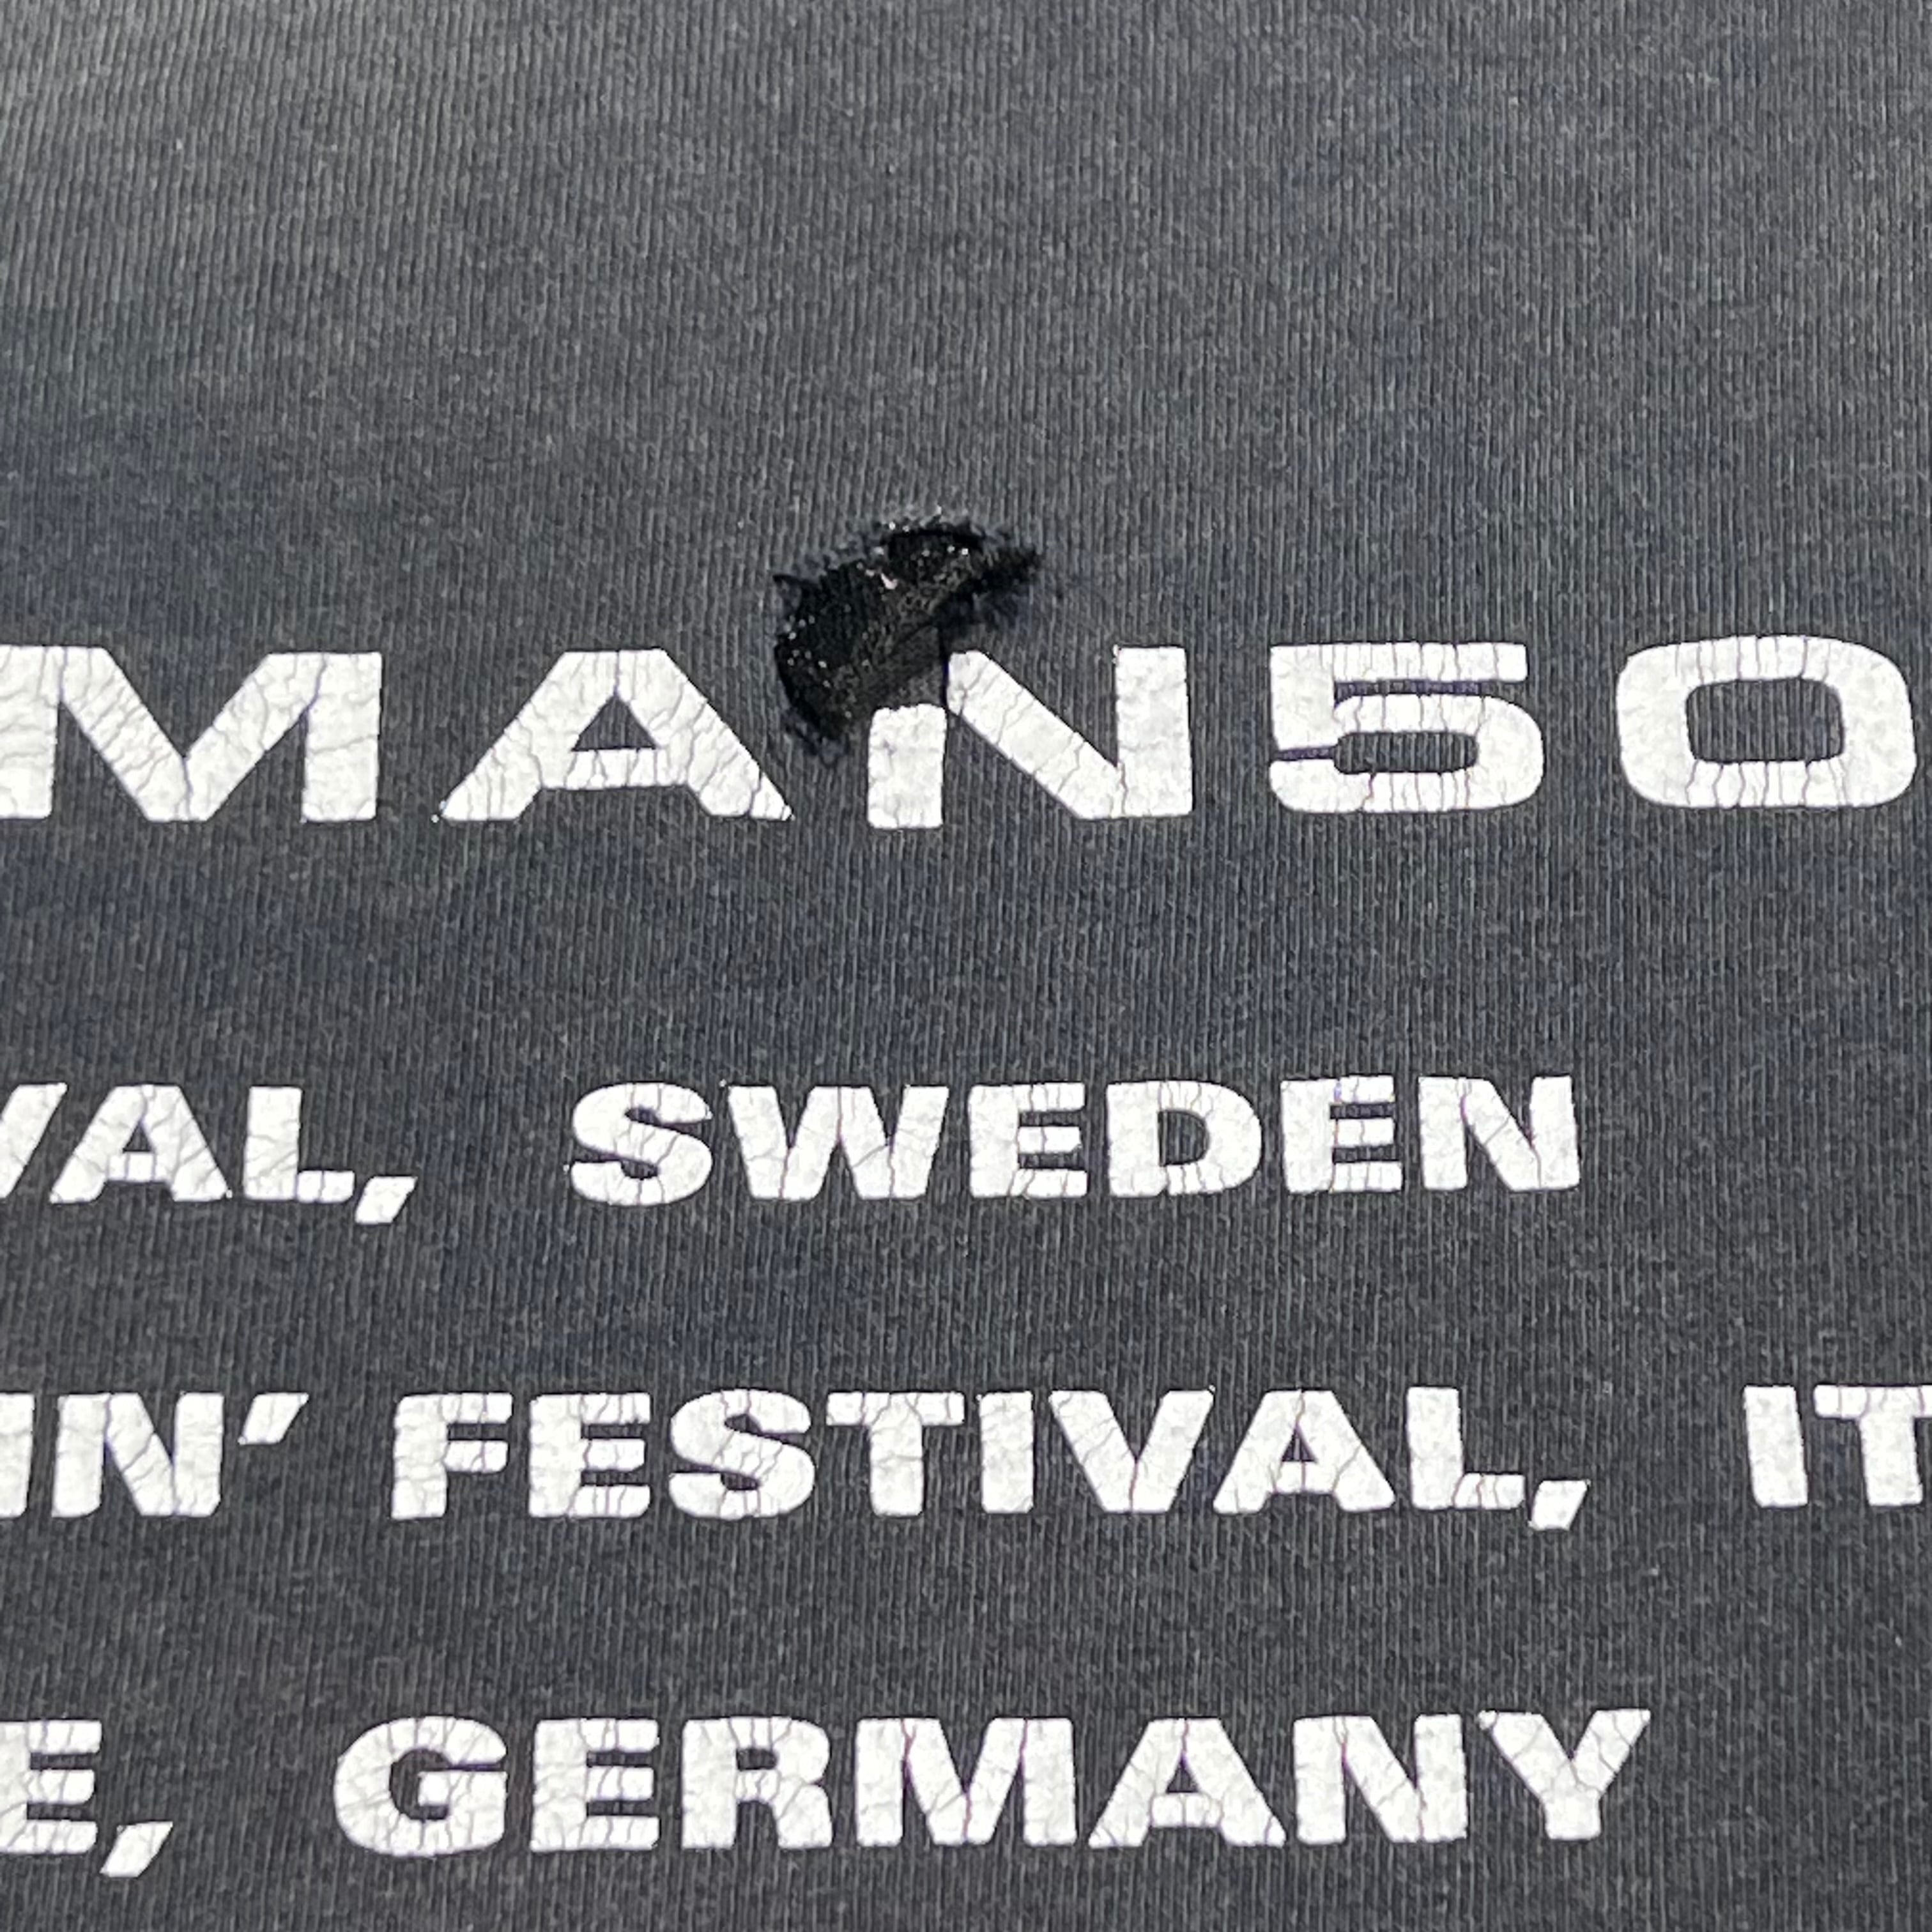 MAN50
VAL, SWEDEN
IN' FESTIVAL, IT
E, GERMANY